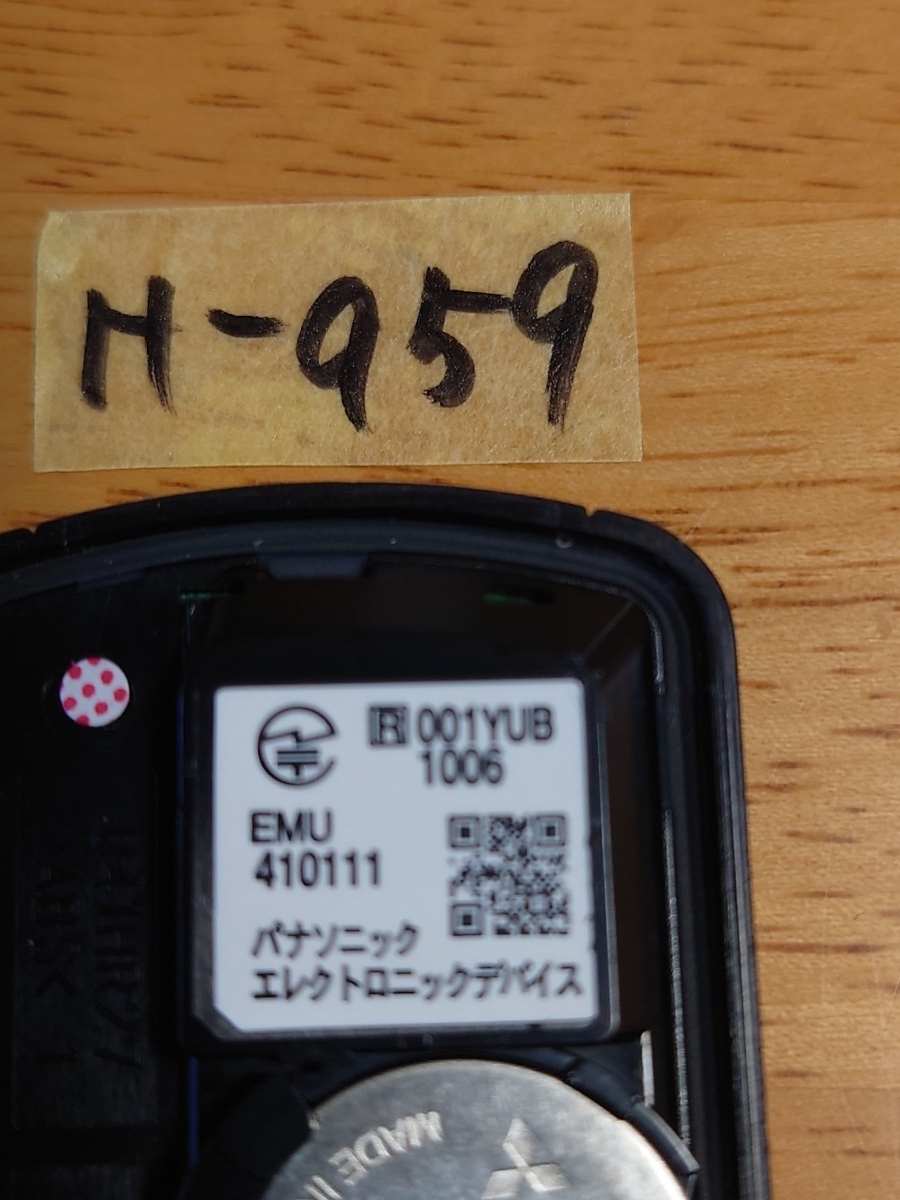 H-959
R 001YUB
1006
EMU
410111
パナソニック
エレクトロニックデバイス
MADE I